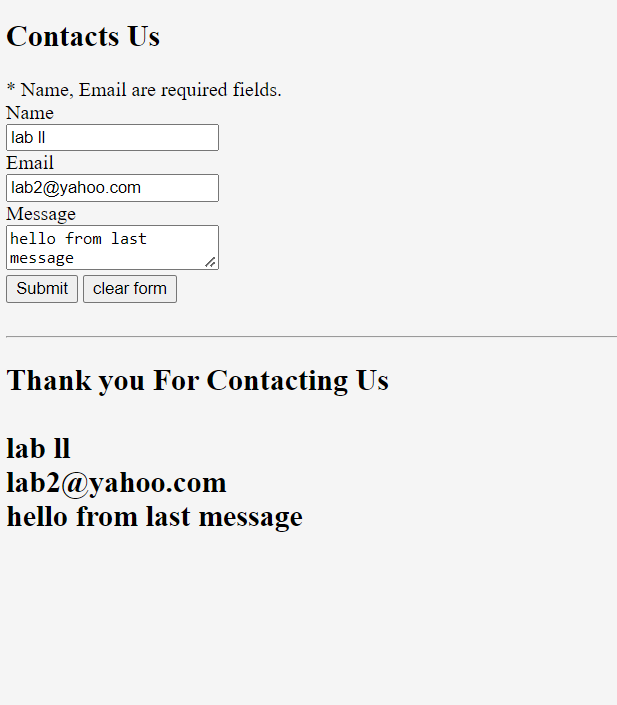 Contacts Us
* Name, Email are required fields.
Name
lab ll
Email
lab2@yahoo.com
Message
hello from last
message
Submit clear form
Thank you For Contacting Us
lab ll
lab2@yahoo.com
hello from last message